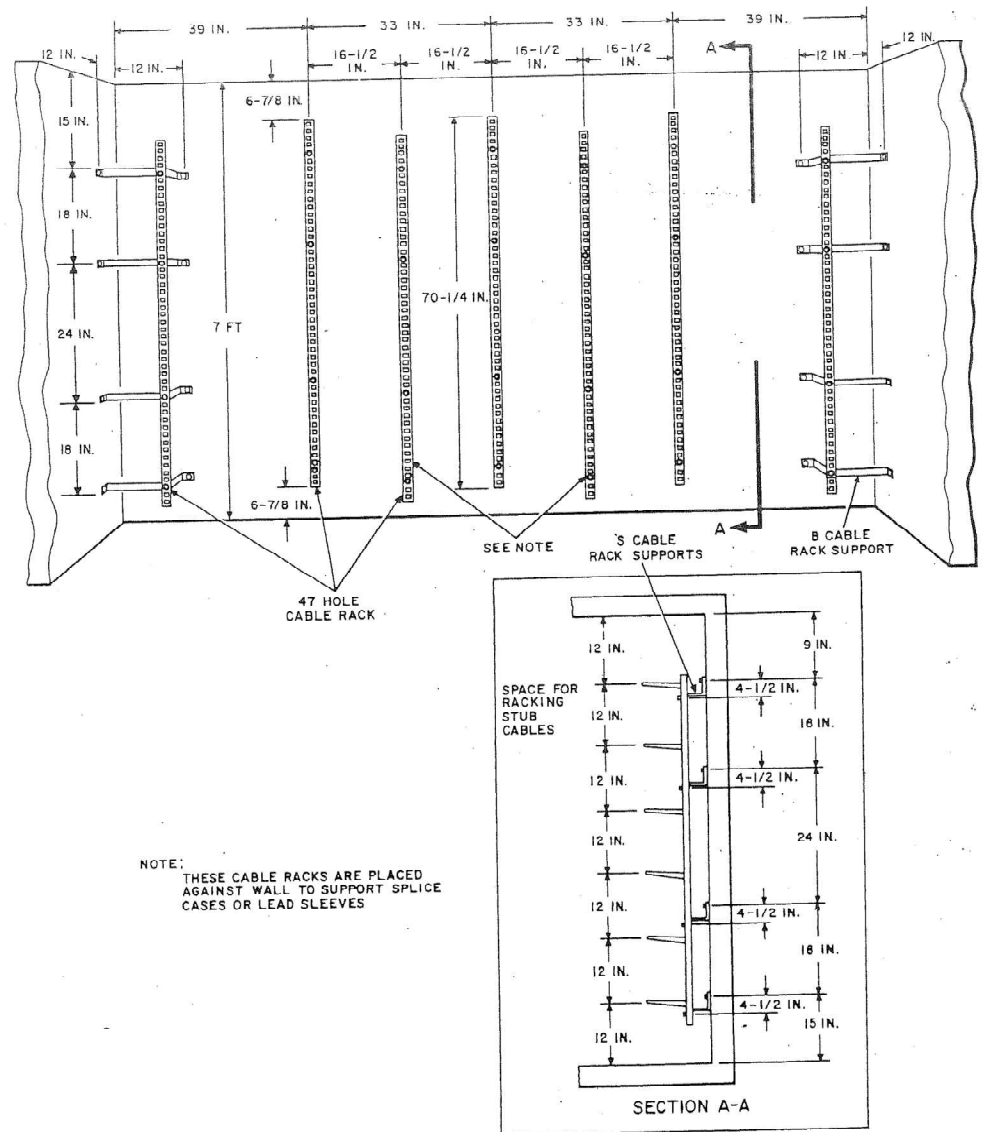 39 IN.
33 IN.
33 IN.
39 IN.
12 IN.
12 IN.
16-1/2 IN.
16-1/2 IN.
16-1/2 IN.
16-1/2 IN.
A
12 IN.
12 IN.
6-7/8 IN.
15 IN.
18 IN.
24 IN.
18 IN.
7 FT
70-1/4 IN.
6-7/8 IN.
SEE NOTE
A
'S CABLE
RACK SUPPORTS
B CABLE
RACK SUPPORT
47 HOLE
CABLE RACK
NOTE:
THESE CABLE RACKS ARE PLACED
AGAINST WALL TO SUPPORT SPLICE
CASES OR LEAD SLEEVES
SPACE FOR
RACKING
STUB
CABLES
12 IN.
12 IN.
12 IN.
12 IN.
12 IN.
12 IN.
12 IN.
9 IN.
4-1/2 IN.
18 IN.
4-1/2 IN.
24 IN.
4-1/2 IN.
18 IN.
4-1/2 IN.
15 IN.
SECTION A-A